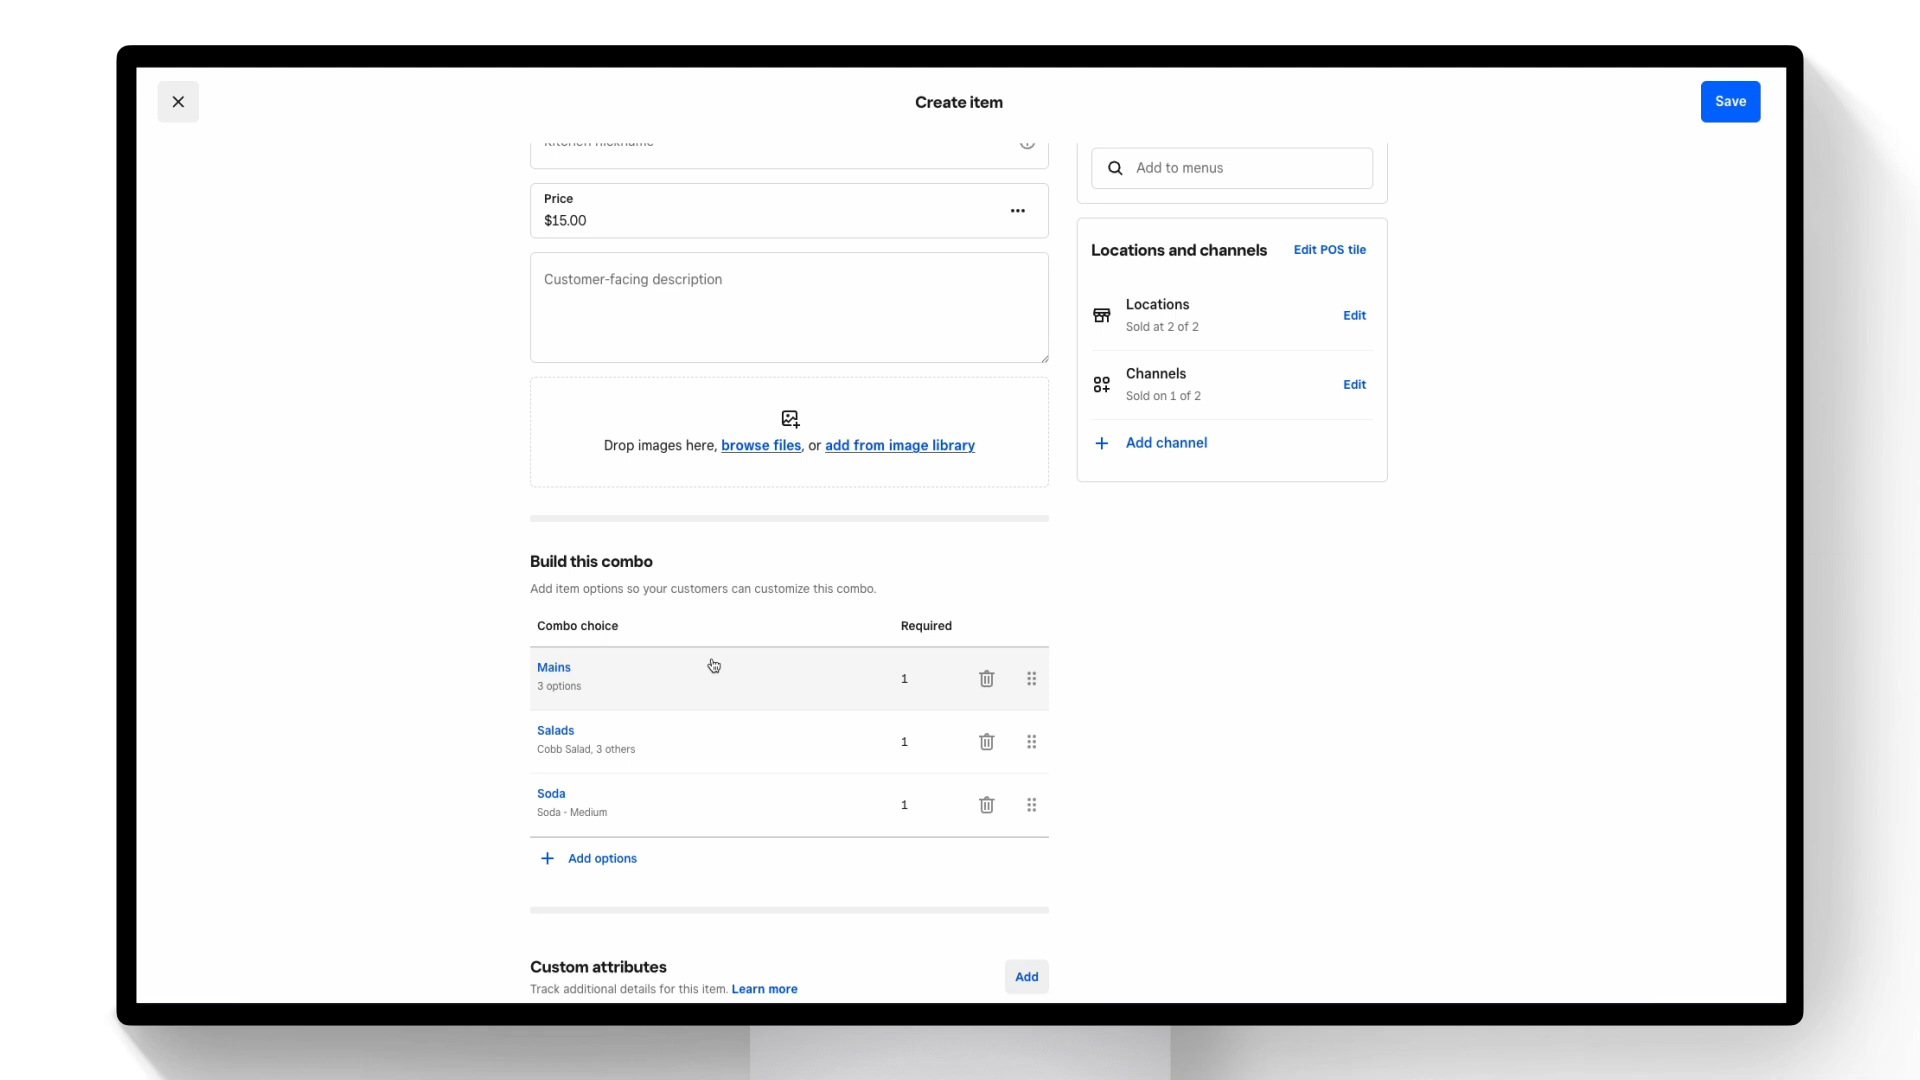 Create item
Save
Kitchen nickname
Add to menus
Price
$15.00
Customer-facing description
Drop images here, browse files, or add from image library
Locations and channels
Edit POS tile
Locations
Sold at 2 of 2
Edit
Channels
Sold on 1 of 2
Edit
Add channel
Build this combo
Add item options so your customers can customize this combo.
Combo choice
Required
Mains
3 options
1
Salads
Cobb Salad, 3 others
1
Soda
Soda - Medium
1
Add options
Custom attributes
Add
Track additional details for this item. Learn more